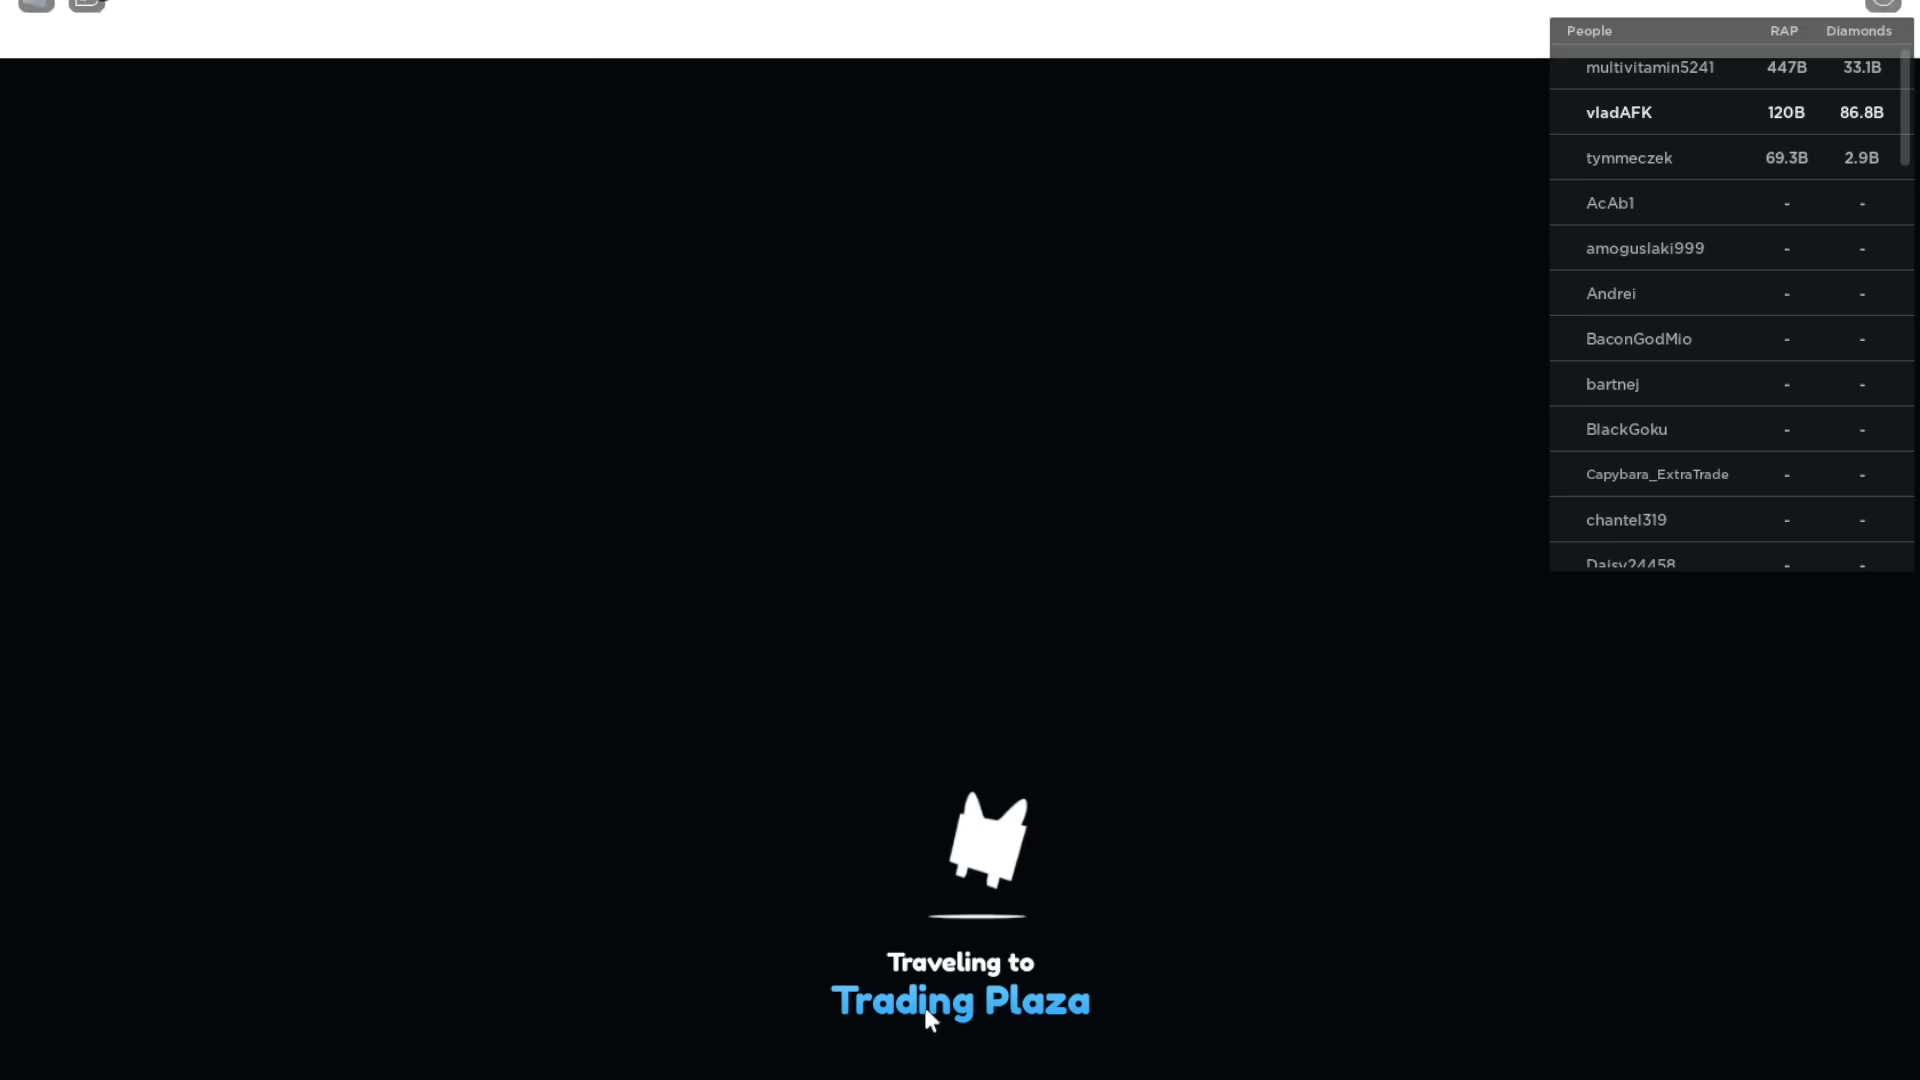 People RAP Diamonds
multivitamin5241 447B 33.1B
vladAFK 120B 86.8B
tymmeczek 69.3B 2.9B
AcAb1 - -
amoguslaki999 - -
Andrei - -
BaconGodMio - -
bartnej - -
BlackGoku - -
Capybara_ExtraTrade - -
chantel319 - -
Daisy24458 - -
Traveling to
Trading Plaza